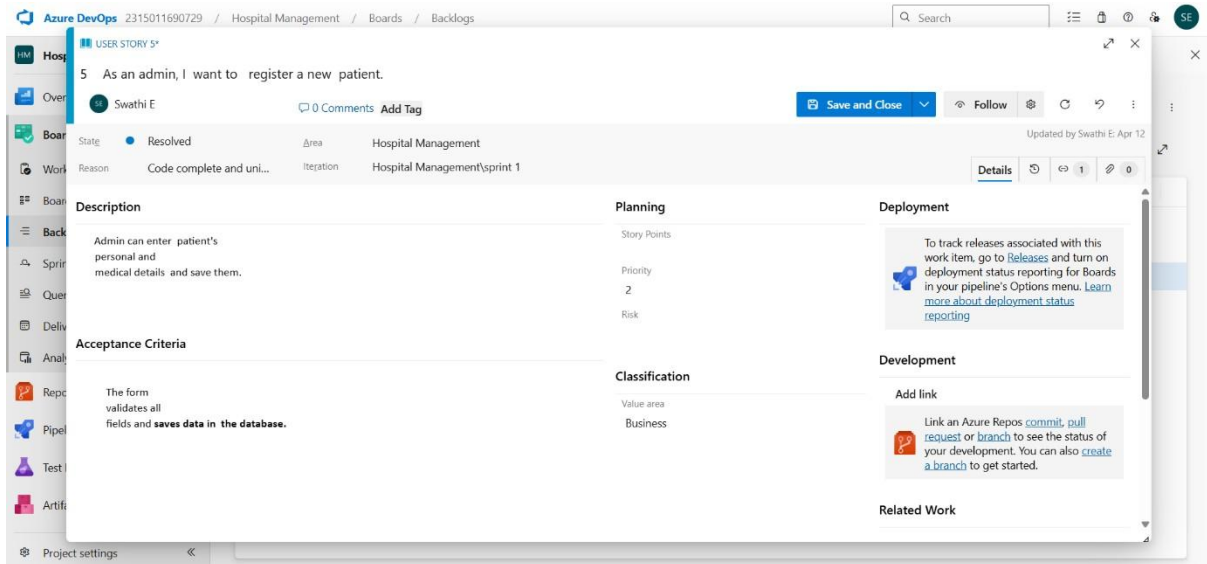 Azure DevOps 2315011690729 / Hospital Management / Boards / Backlogs
Search
SE
HM Hosp
Over
Boar
Work
Boar
Back
Sprin
Quer
Deliv
Analy
Repo
Pipel
Test
Artifa
Project settings
USER STORY 5*
5 As an admin, I want to register a new patient.
SE Swathi E
0 Comments Add Tag
Save and Close
Follow
State Resolved
Area Hospital Management
Updated by Swathi E: Apr 12
Reason Code complete and uni...
Iteration Hospital Management\sprint 1
Details
1
0
Description
Admin can enter patient's
personal and
medical details and save them.
Acceptance Criteria
The form
validates all
fields and saves data in the database.
Planning
Story Points
Priority
2
Risk
Classification
Value area
Business
Deployment
To track releases associated with this
work item, go to Releases and turn on
deployment status reporting for Boards
in your pipeline's Options menu. Learn
more about deployment status
reporting
Development
Add link
Link an Azure Repos commit, pull
request or branch to see the status of
your development. You can also create
a branch to get started.
Related Work